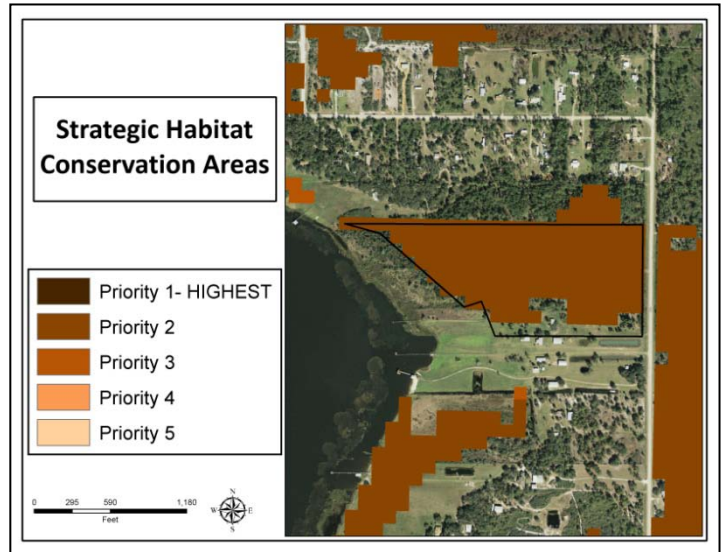 Strategic Habitat
Conservation Areas
Priority 1- HIGHEST
Priority 2
Priority 3
Priority 4
Priority 5
0 295 590 1,180
Feet
N
W E
S